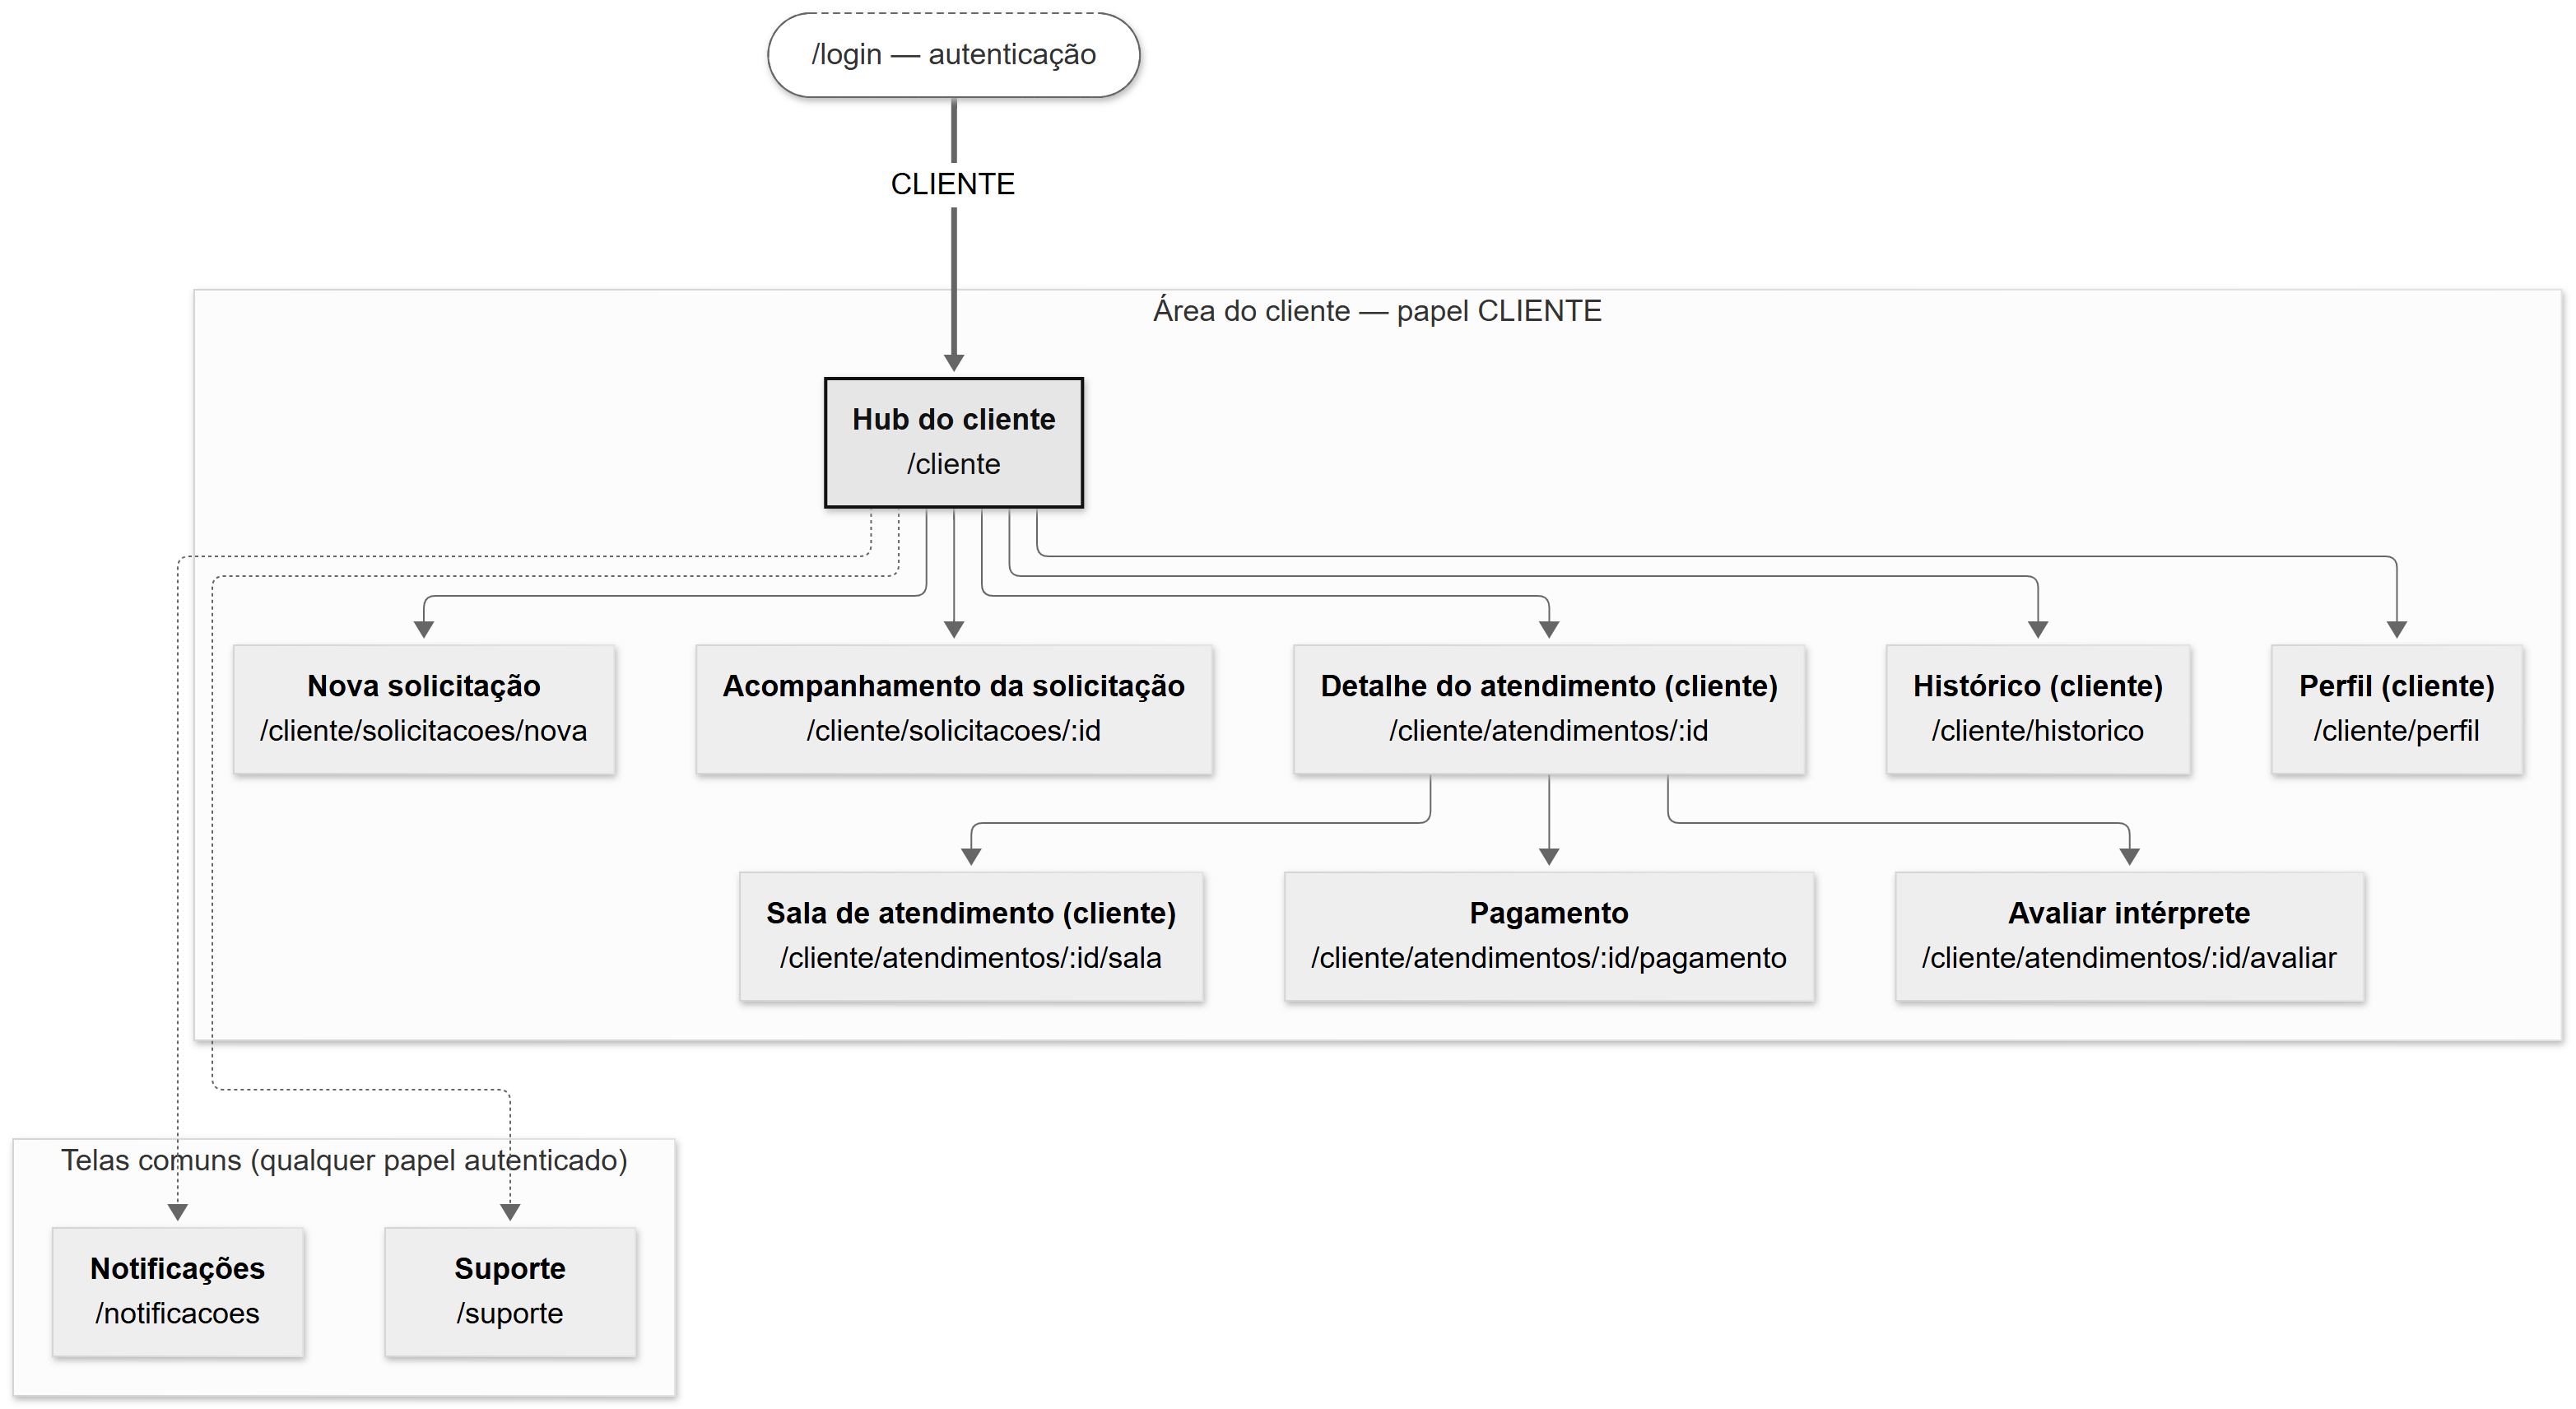 /login — autenticação
CLIENTE
Área do cliente — papel CLIENTE
Hub do cliente
/cliente
Nova solicitação
/cliente/solicitacoes/nova
Acompanhamento da solicitação
/cliente/solicitacoes/:id
Detalhe do atendimento (cliente)
/cliente/atendimentos/:id
Histórico (cliente)
/cliente/historico
Perfil (cliente)
/cliente/perfil
Sala de atendimento (cliente)
/cliente/atendimentos/:id/sala
Pagamento
/cliente/atendimentos/:id/pagamento
Avaliar intérprete
/cliente/atendimentos/:id/avaliar
Telas comuns (qualquer papel autenticado)
Notificações
/notificacoes
Suporte
/suporte